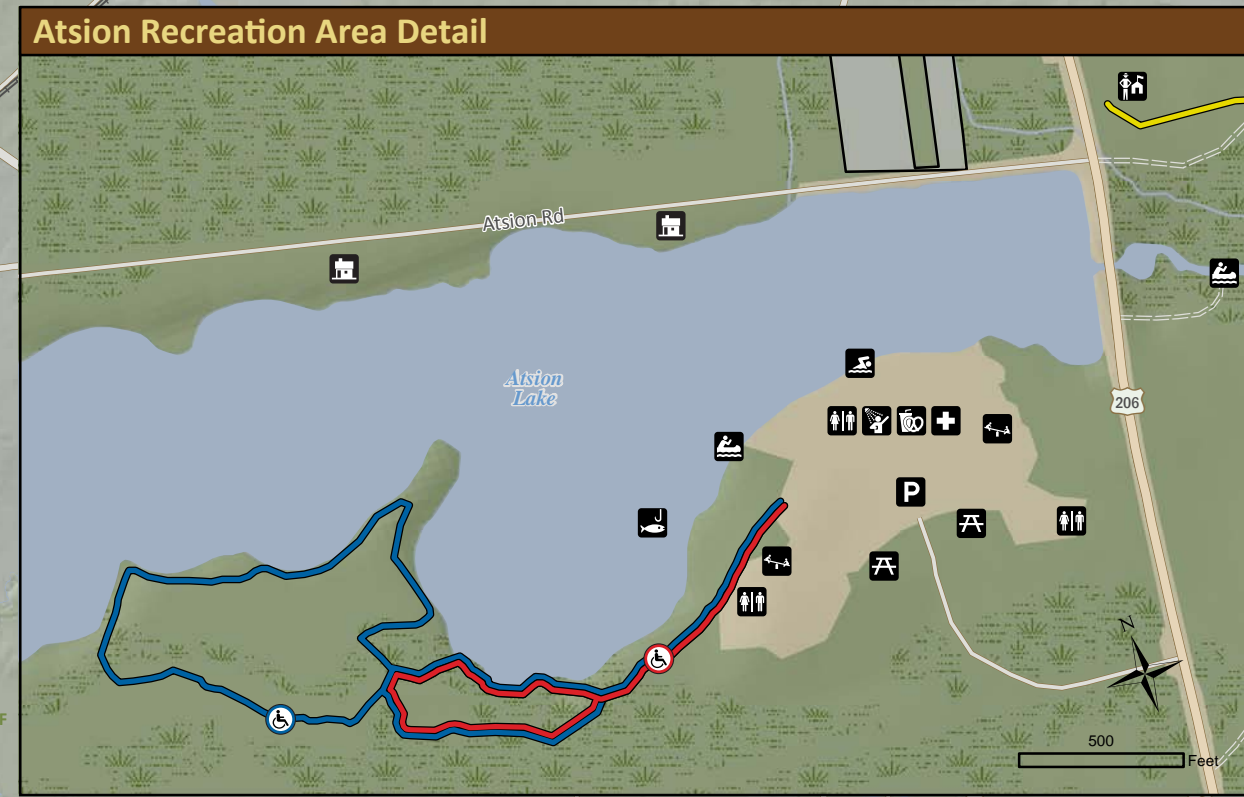 Atsion Recreation Area Detail
Atsion Rd
Atsion
Lake
206
P
N
500
Feet
F